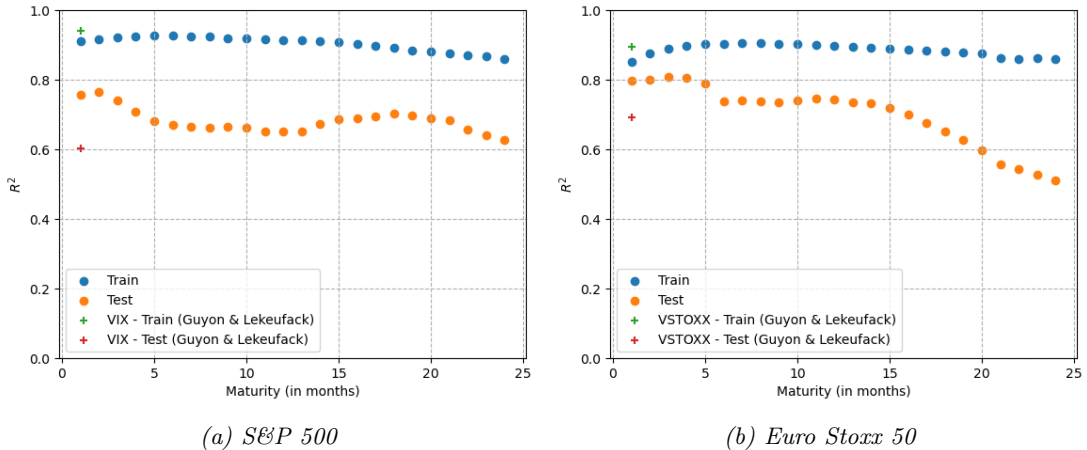 1.0
0.8
0.6
0.4
0.2
0.0
R²
Train
Test
VIX - Train (Guyon & Lekeufack)
VIX - Test (Guyon & Lekeufack)
0 5 10 15 20 25
Maturity (in months)
(a) S&P 500
1.0
0.8
0.6
0.4
0.2
0.0
R²
Train
Test
VSTOXX - Train (Guyon & Lekeufack)
VSTOXX - Test (Guyon & Lekeufack)
0 5 10 15 20 25
Maturity (in months)
(b) Euro Stoxx 50